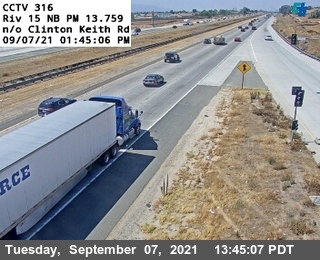 CCTV 316
Riv 15 NB PM 13.759
n/o Clinton Keith Rd
09/07/21 01:45:06 PM
RCE
Tuesday, September 07, 2021 13:45:07 PDT